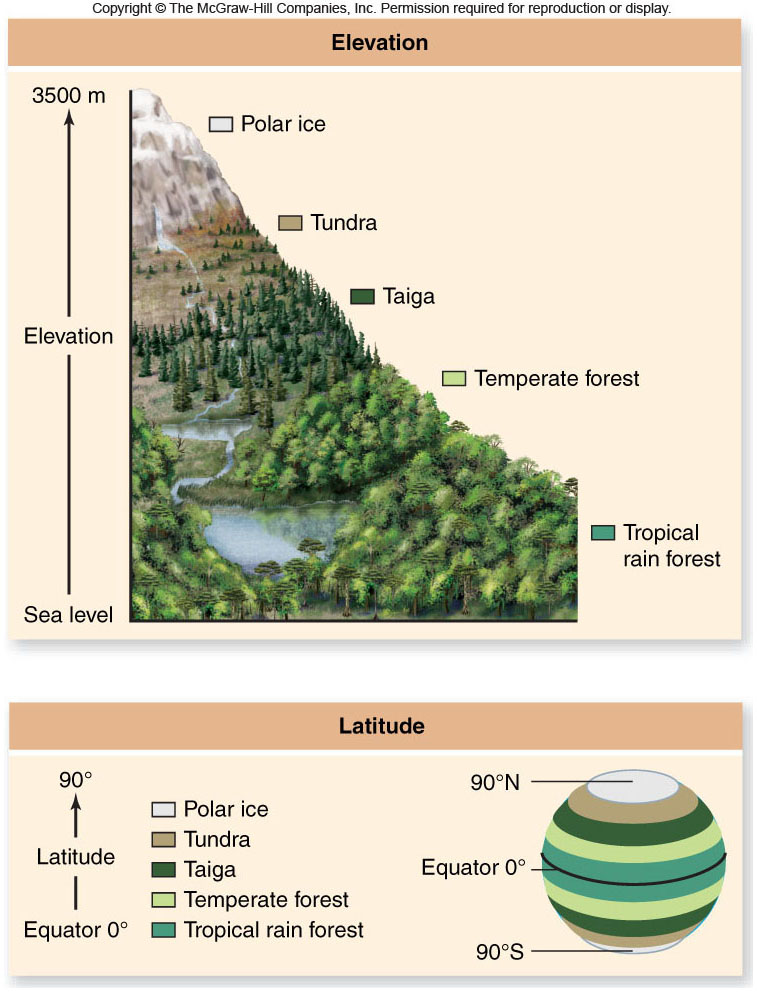 Copyright © The McGraw-Hill Companies, Inc. Permission required for reproduction or display.
Elevation
3500 m
Polar ice
Tundra
Taiga
Elevation
Temperate forest
Tropical
rain forest
Sea level
Latitude
90°
Latitude
Equator 0°
Polar ice
Tundra
Taiga
Temperate forest
Tropical rain forest
90°N
Equator 0°
90°S